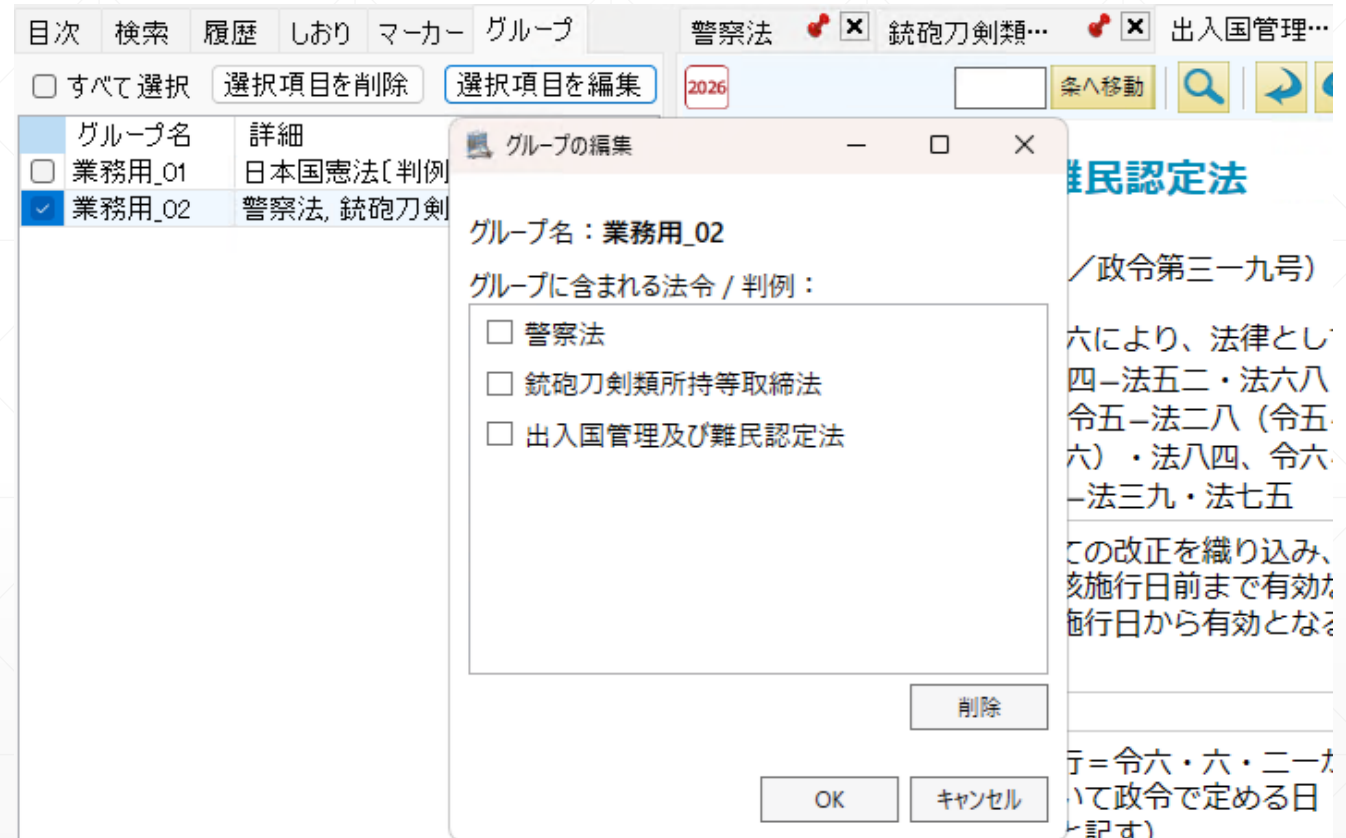 目次 検索 履歴 しおり マーカー グループ
警察法 銃砲刀剣類… 出入国管理…
すべて選択 選択項目を削除 選択項目を編集
2026 条へ移動
グループ名 詳細
業務用_01 日本国憲法〔判例
業務用_02 警察法, 銃砲刀剣
グループの編集
グループ名：業務用_02
グループに含まれる法令 / 判例：
警察法
銃砲刀剣類所持等取締法
出入国管理及び難民認定法
削除
OK キャンセル
難民認定法
／政令第三一九号）
六により、法律とし
四–法五二・法六八
令五–法二八（令五
六）・法八四、令六
–法三九・法七五
ての改正を織り込み、
該施行日前まで有効な
施行日から有効となる
行＝令六・六・二一か
いて政令で定める日
と記す）